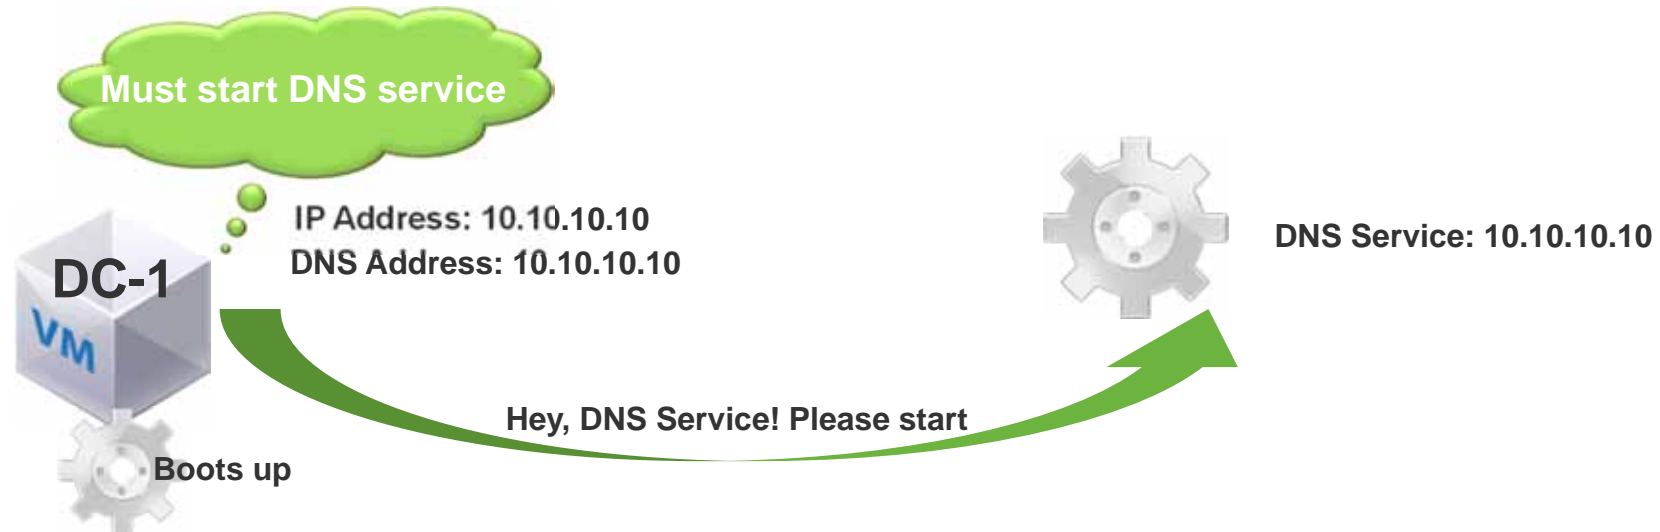 Must start DNS service
IP Address: 10.10.10.10
DNS Address: 10.10.10.10
DC-1
VM
DNS Service: 10.10.10.10
Hey, DNS Service! Please start
Boots up